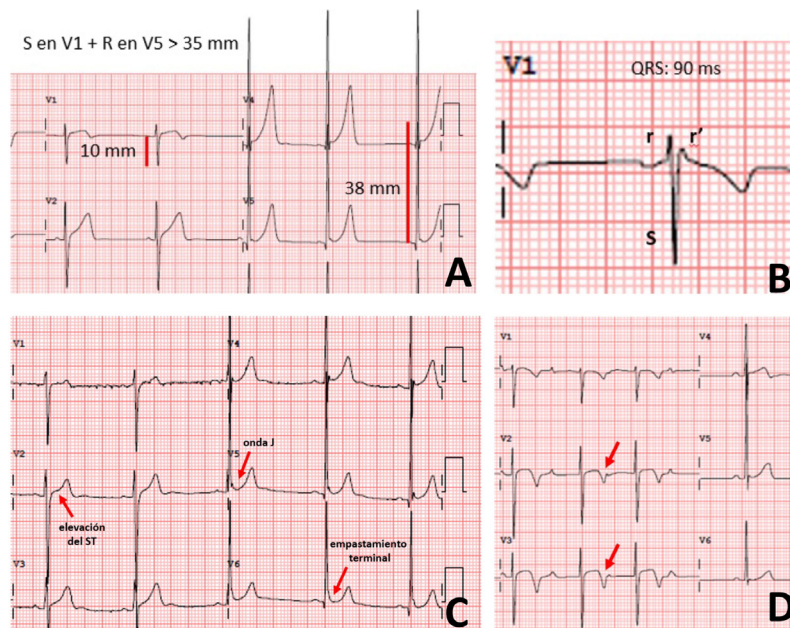 S en V1 + R en V5 > 35 mm
V1
V4
10 mm
38 mm
V2
V5
A
V1
QRS: 90 ms
r
r’
S
B
V1
V4
onda J
V2
V5
elevación
del ST
empastamiento
terminal
V3
V6
C
V1
V4
V2
V5
V3
V6
D